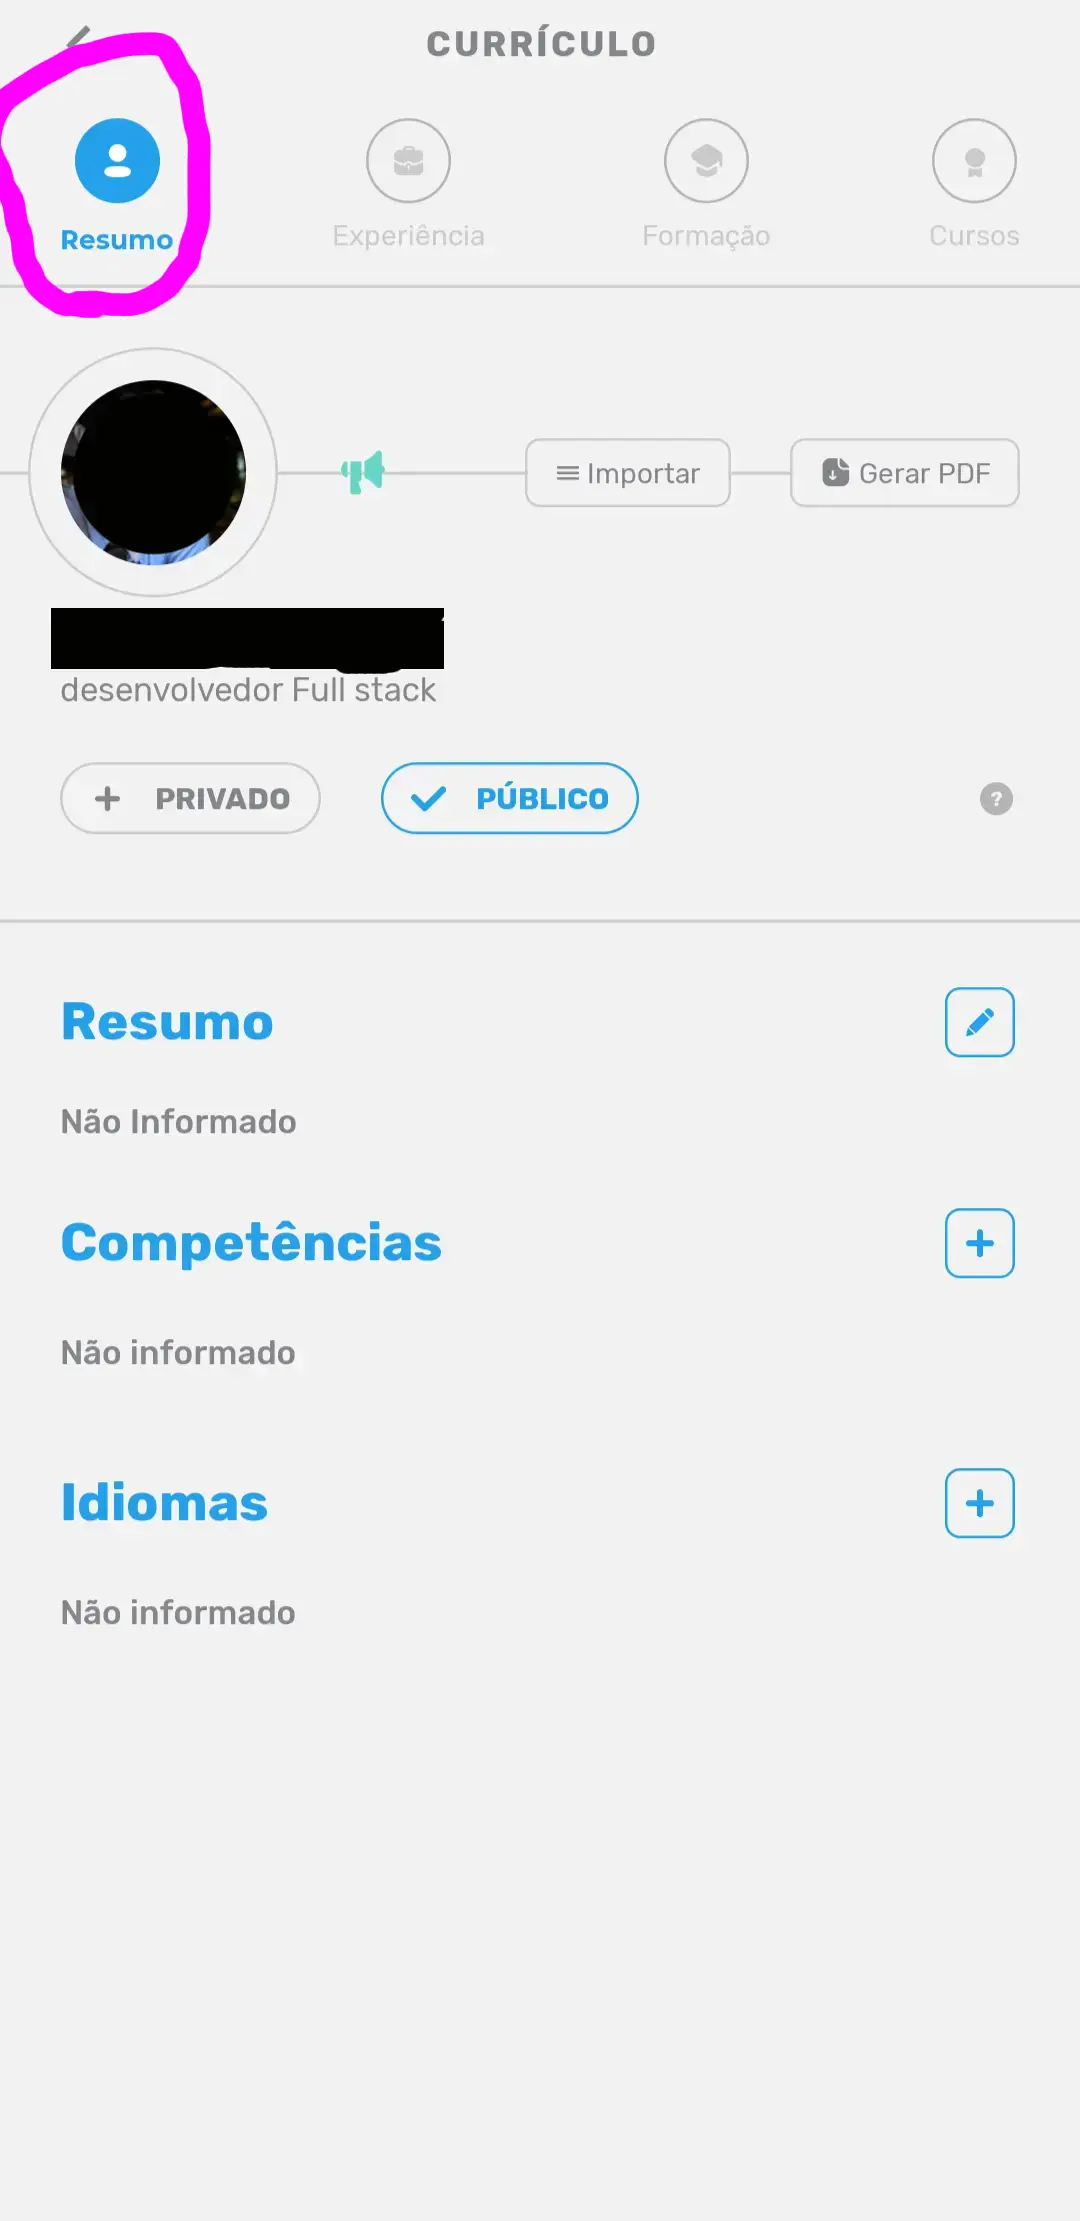 CURRÍCULO
Resumo
Experiência
Formação
Cursos
Importar
Gerar PDF
desenvolvedor Full stack
+ PRIVADO
PÚBLICO
?
Resumo
Não Informado
Competências
+
Não informado
Idiomas
+
Não informado